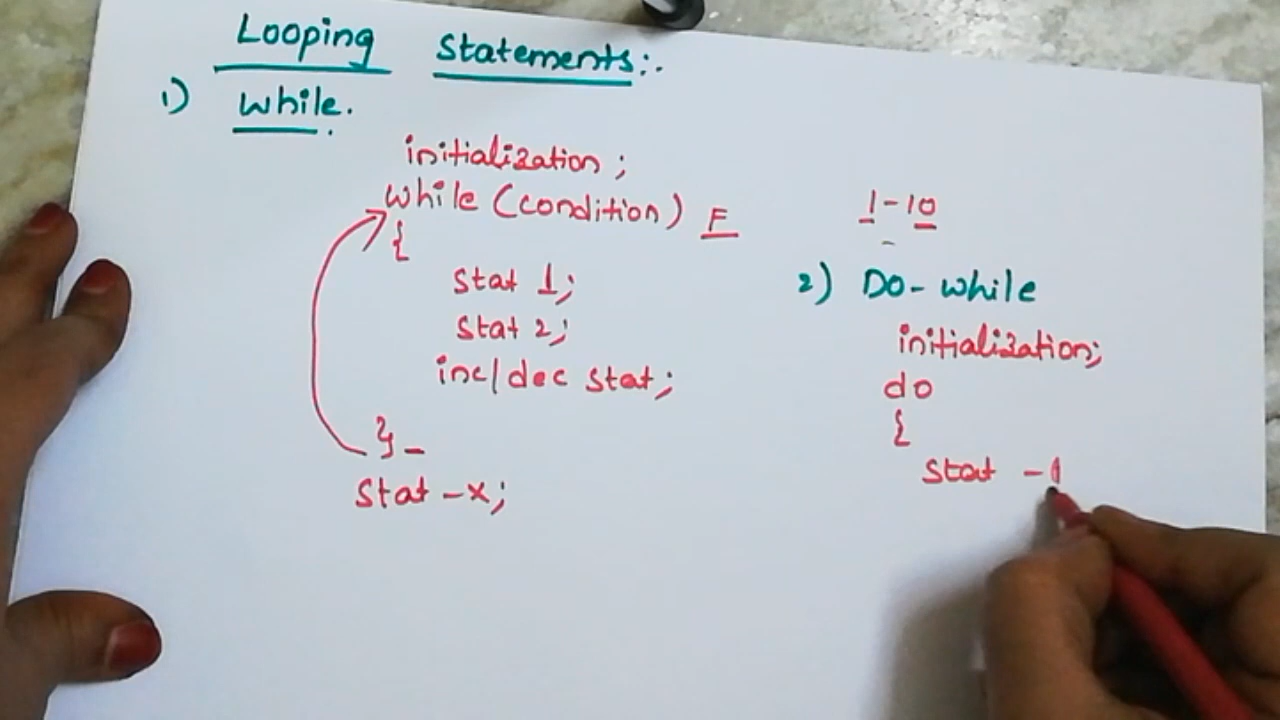 Looping Statements:.
1) While.
initialization;
While (condition) F
{
Stat 1;
Stat 2;
inc/dec Stat;
}-
Stat -x;
1-10
2) Do-while
initialization;
do
{
Stat -1